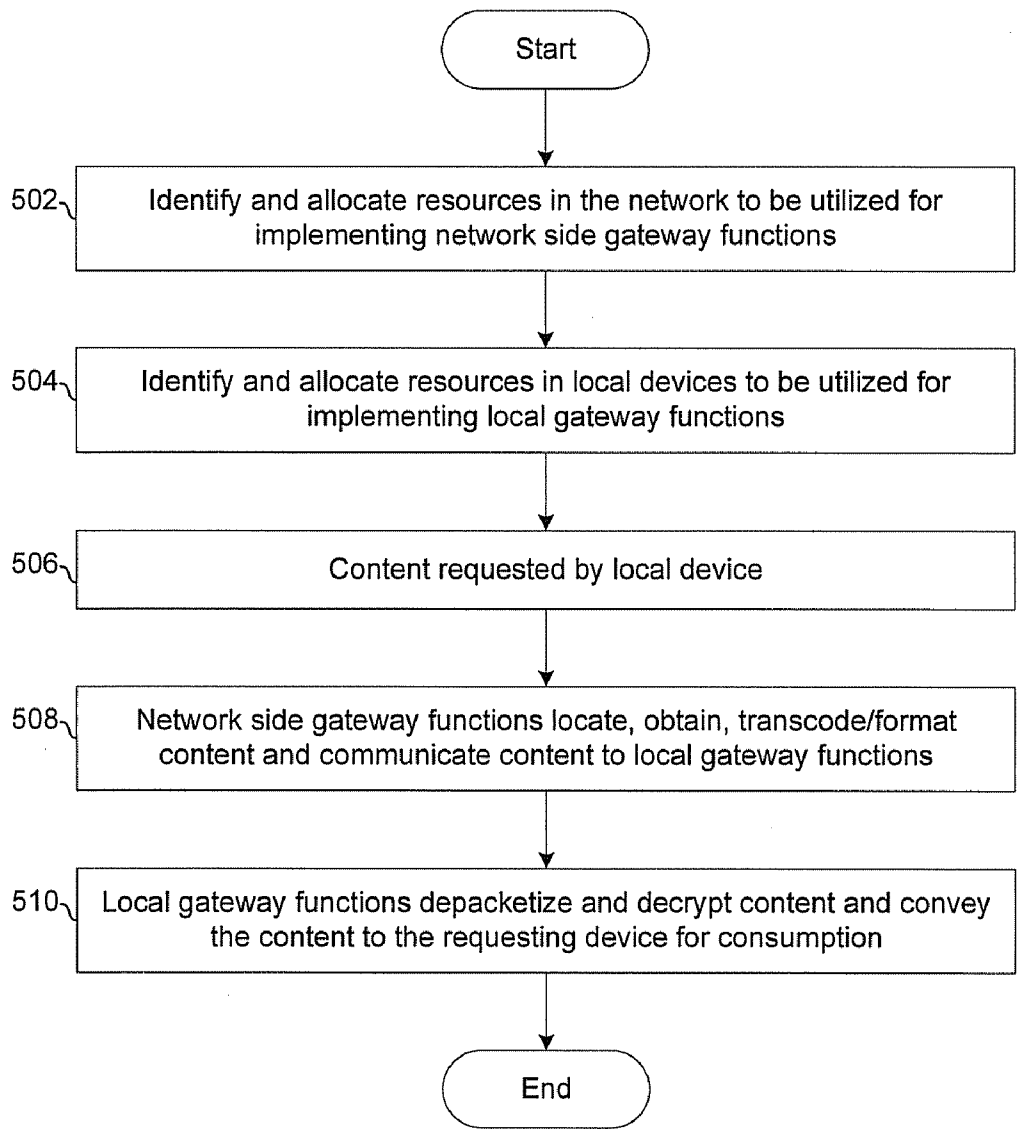 Start
502
Identify and allocate resources in the network to be utilized for
implementing network side gateway functions
504
Identify and allocate resources in local devices to be utilized for
implementing local gateway functions
506
Content requested by local device
508
Network side gateway functions locate, obtain, transcode/format
content and communicate content to local gateway functions
510
Local gateway functions depacketize and decrypt content and convey
the content to the requesting device for consumption
End